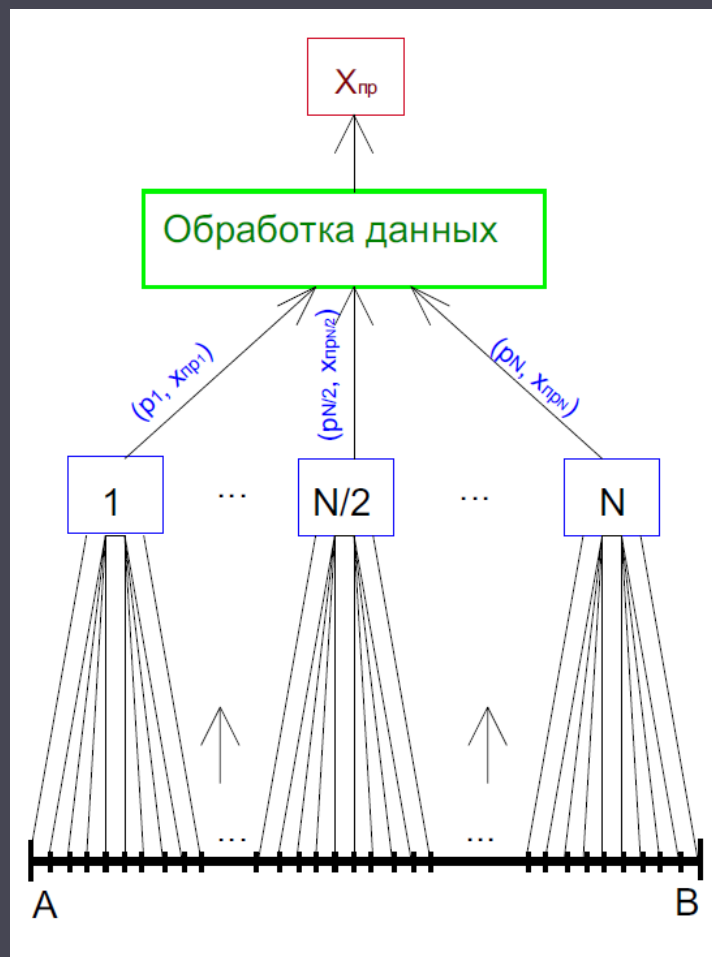 Xпр
Обработка данных
(p1, xпр1)
(pN/2, xпрN/2)
(pN, xпрN)
1 ... N/2 ... N
... ...
A B